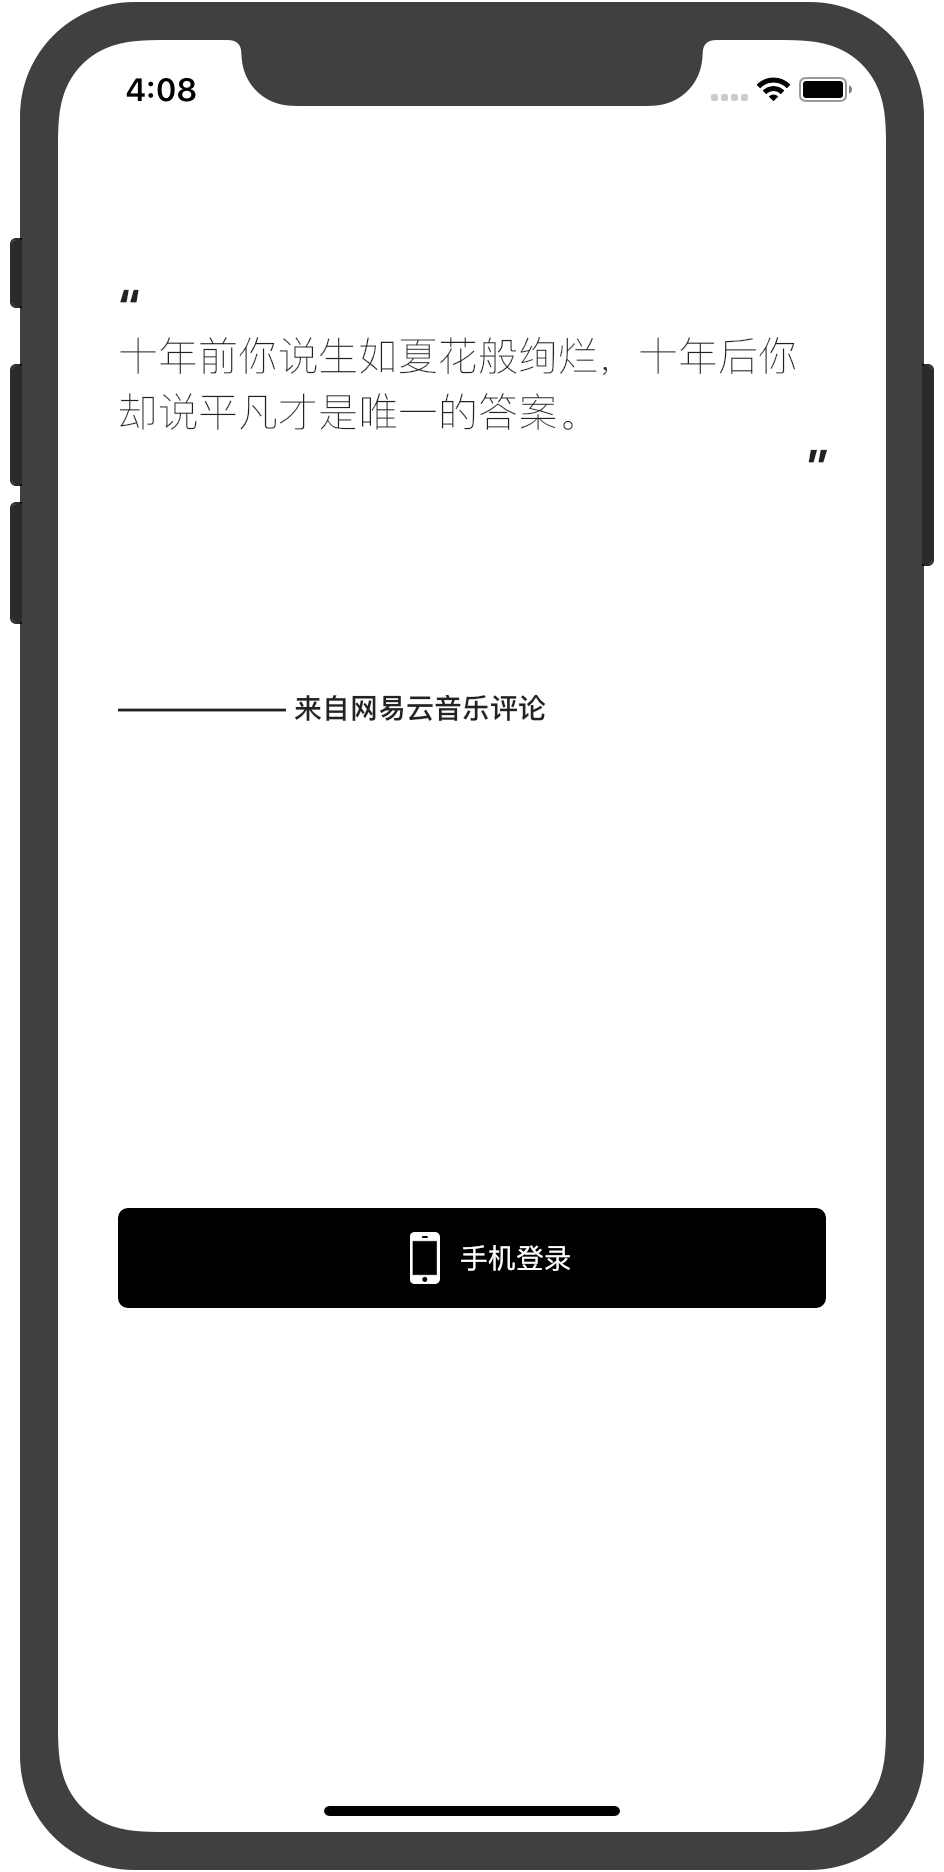 4:08
“
十年前你说生如夏花般绚烂，十年后你
却说平凡才是唯一的答案。
”
———— 来自网易云音乐评论
手机登录